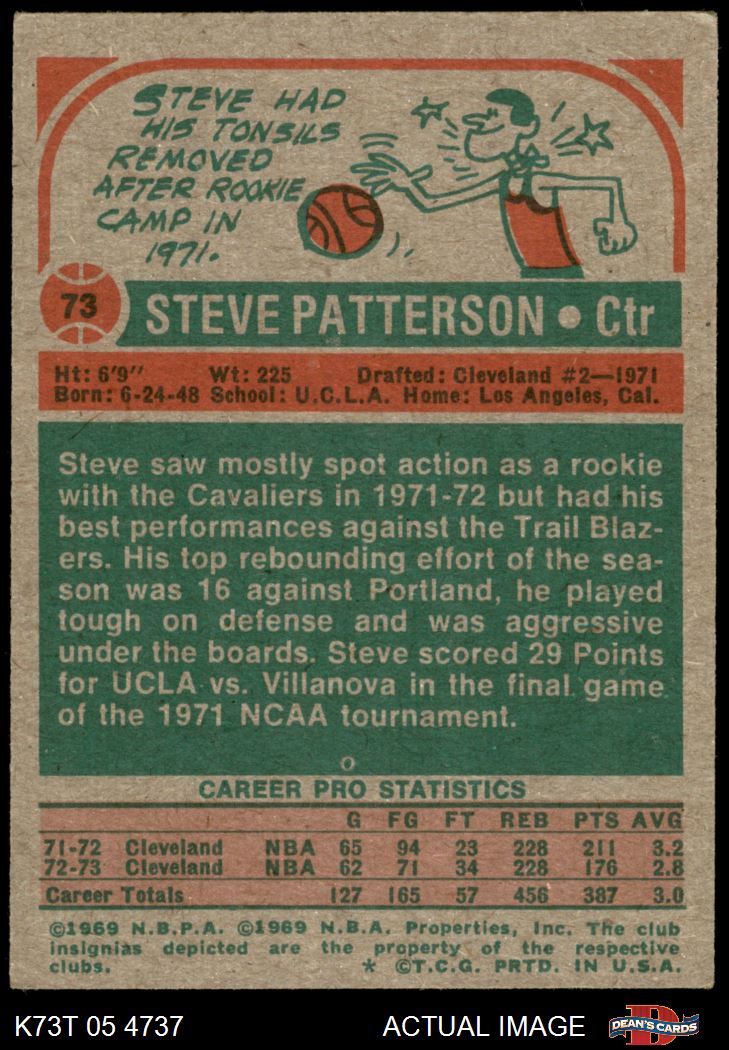 STEVE HAD
HIS TONSILS
REMOVED
AFTER ROOKIE
CAMP IN
1971.
73
STEVE PATTERSON • Ctr
Ht: 6'9" Wt: 225 Drafted: Cleveland #2—1971
Born: 6-24-48 School: U.C.L.A. Home: Los Angeles, Cal.
Steve saw mostly spot action as a rookie
with the Cavaliers in 1971-72 but had his
best performances against the Trail Blaz-
ers. His top rebounding effort of the sea-
son was 16 against Portland, he played
tough on defense and was aggressive
under the boards. Steve scored 29 Points
for UCLA vs. Villanova in the final game
of the 1971 NCAA tournament.
CAREER PRO STATISTICS
G FG FT REB PTS AVG
71-72 Cleveland NBA 65 94 23 228 211 3.2
72-73 Cleveland NBA 62 71 34 228 176 2.8
Career Totals 127 165 57 456 387 3.0
©1969 N.B.P.A. ©1969 N.B.A. Properties, Inc. The club
insignias depicted are the property of the respective
clubs. * ©T.C.G. PRTD. IN U.S.A.
K73T 05 4737 ACTUAL IMAGE DEAN'S CARDS